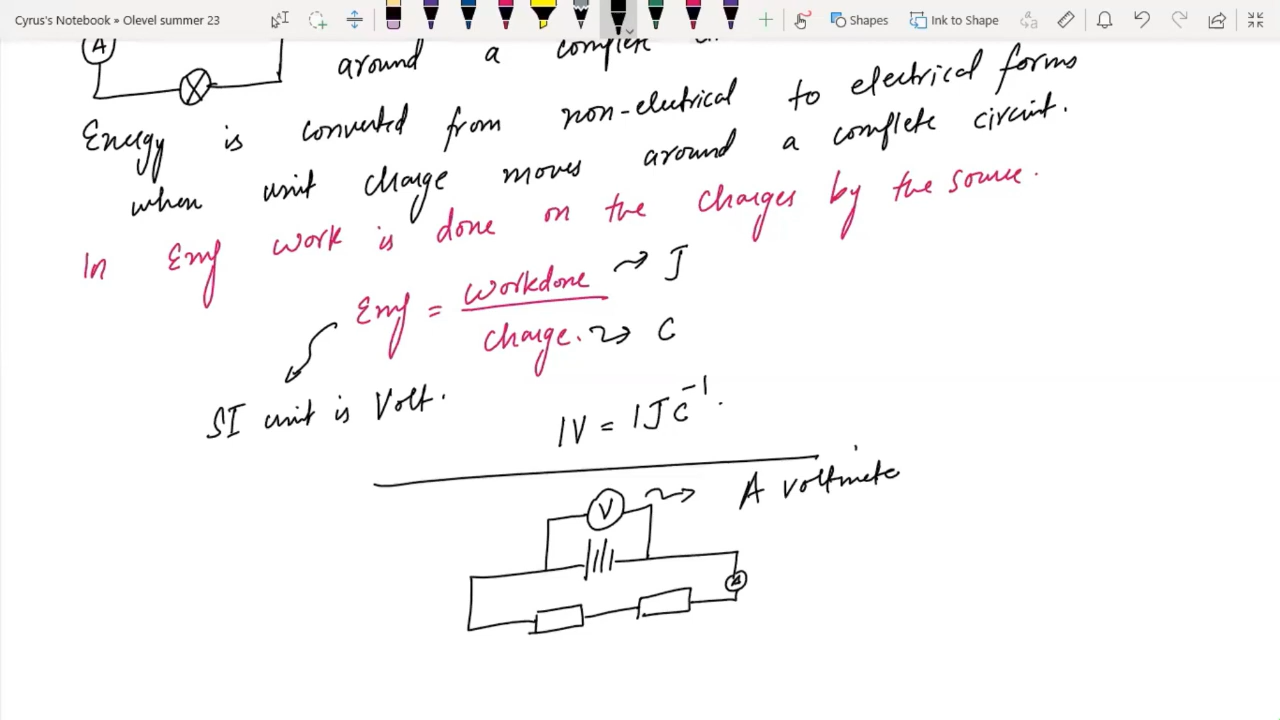 Cyrus's Notebook » Olevel summer 23
Shapes
Ink to Shape
A
around a complete
Energy is converted from non-electrical to electrical forms
when unit charge moves around a complete circuit.
In Emf work is done on the charges by the source.
Emf = workdone → J
charge. → C
SI unit is Volt.
1V = 1JC⁻¹.
V → A voltmete
A